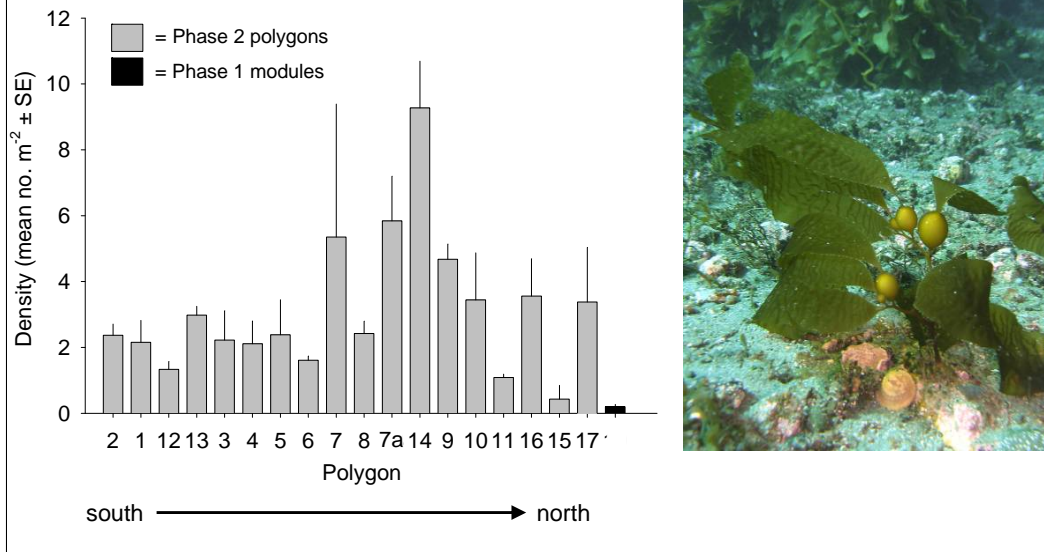 12
10
8
6
4
2
0
Density (mean no. m-2 ± SE)
= Phase 2 polygons
= Phase 1 modules
2 1 12 13 3 4 5 6 7 8 7a 14 9 10 11 16 15 17
Polygon
south north